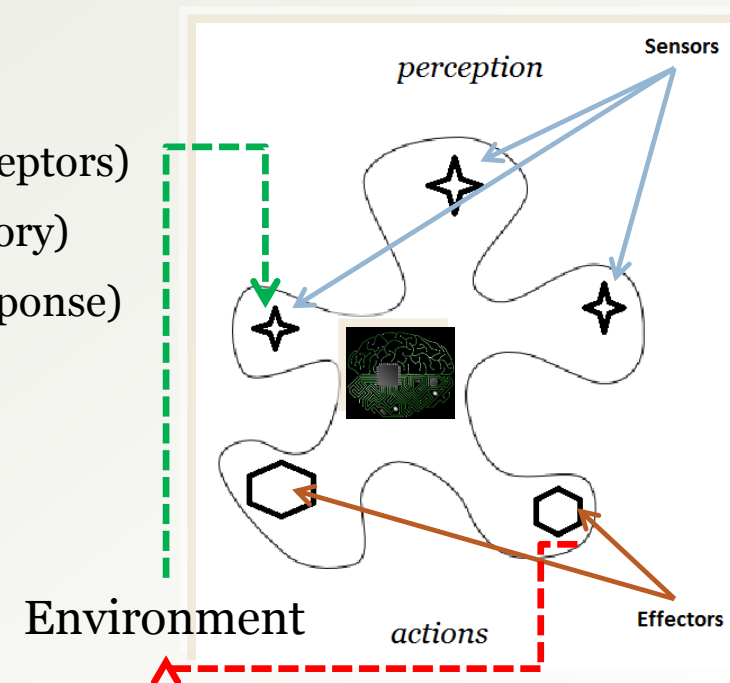 Sensors
perception
eptors)
ory)
ponse)
Environment
actions
Effectors